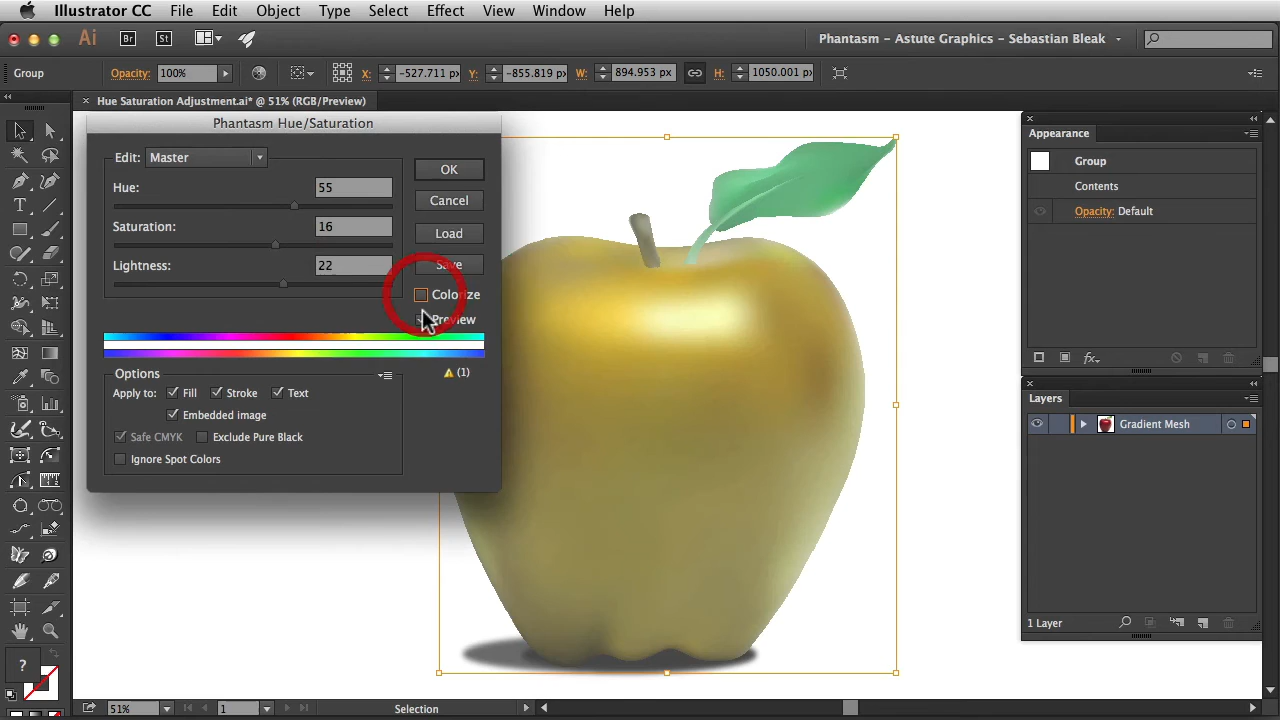 Illustrator CC File Edit Object Type Select Effect View Window Help
Ai Br St Phantasm – Astute Graphics – Sebastian Bleak
Group Opacity: 100% X: -527.711 px Y: -855.819 px W: 894.953 px H: 1050.001 px
× Hue Saturation Adjustment.ai* @ 51% (RGB/Preview)
Phantasm Hue/Saturation
Edit: Master
OK
Hue: 55
Cancel
Saturation: 16
Load
Lightness: 22
Save
Colorize
Preview
Options
(1)
Apply to: Fill Stroke Text
Embedded image
Safe CMYK Exclude Pure Black
Ignore Spot Colors
Appearance
Group
Contents
Opacity: Default
fx
Layers
Gradient Mesh
1 Layer
?
51% 1 Selection